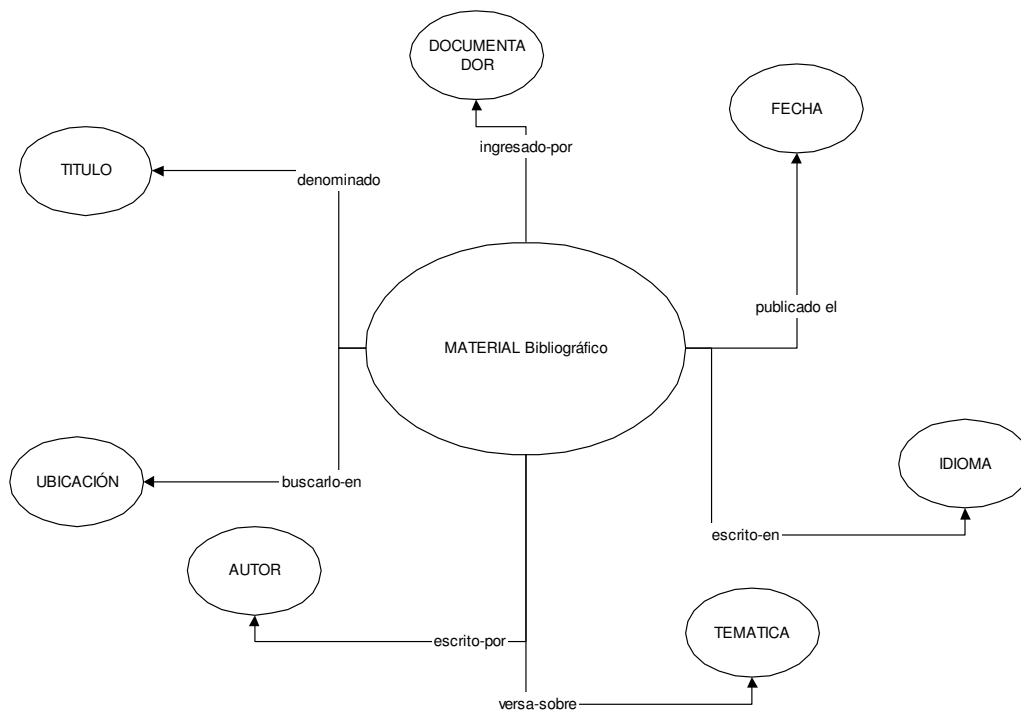 DOCUMENTA
DOR
FECHA
ingresado-por
TITULO
denominado
publicado el
MATERIAL Bibliográfico
IDIOMA
UBICACIÓN
buscarlo-en
escrito-en
AUTOR
TEMATICA
escrito-por
versa-sobre